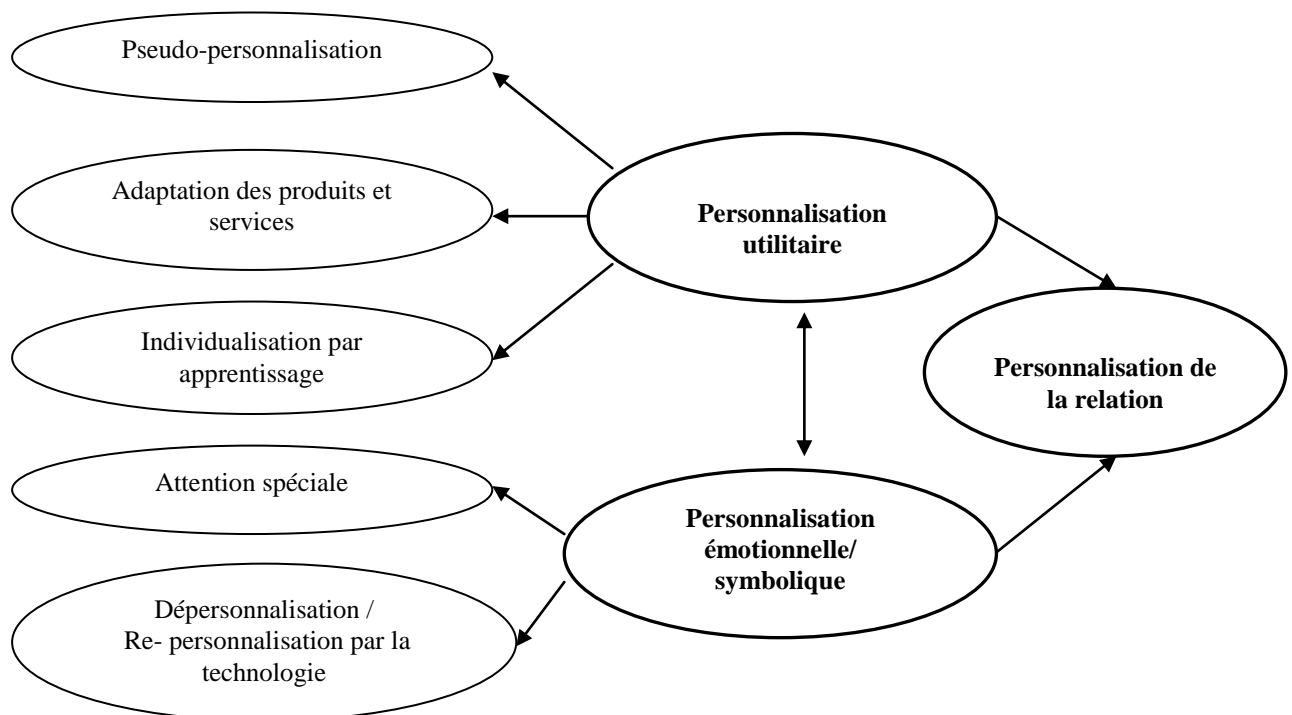 Pseudo-personnalisation
Adaptation des produits et
services
Individualisation par
apprentissage
Attention spéciale
Dépersonnalisation /
Re- personnalisation par la
technologie
Personnalisation
utilitaire
Personnalisation
émotionnelle/
symbolique
Personnalisation de
la relation